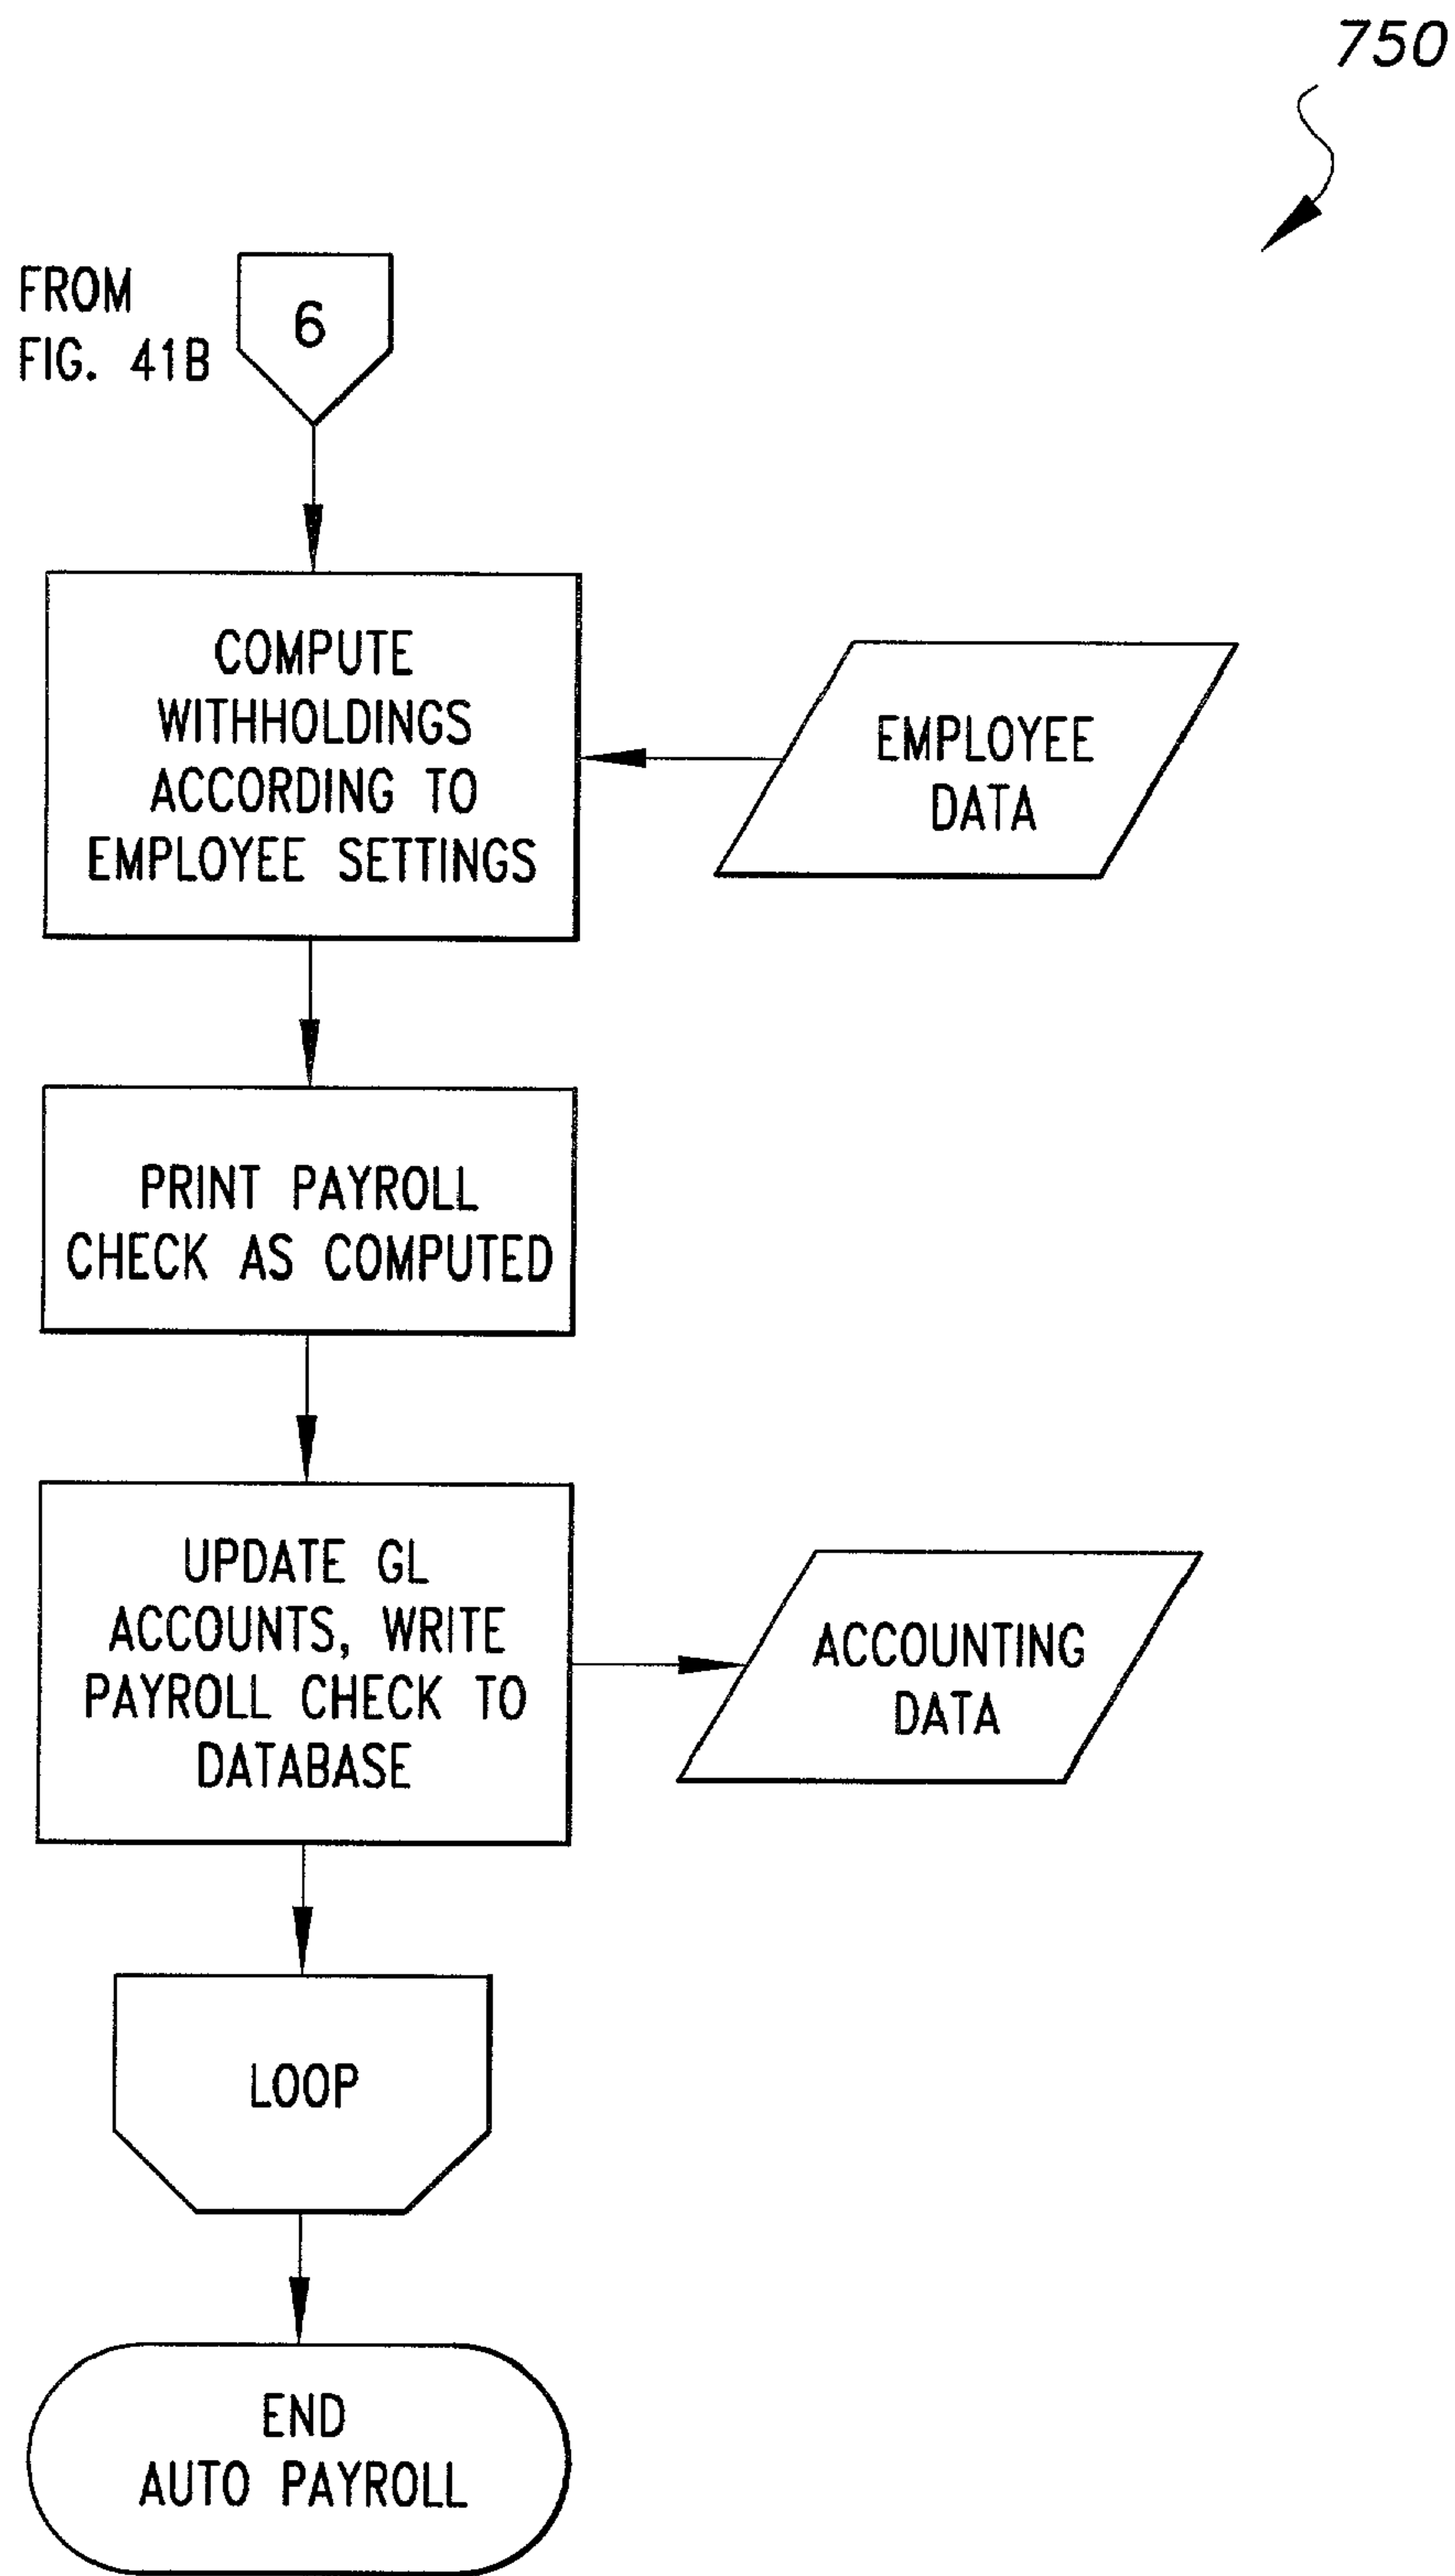 750
FROM
FIG. 41B
6
COMPUTE
WITHHOLDINGS
ACCORDING TO
EMPLOYEE SETTINGS
EMPLOYEE
DATA
PRINT PAYROLL
CHECK AS COMPUTED
UPDATE GL
ACCOUNTS, WRITE
PAYROLL CHECK TO
DATABASE
ACCOUNTING
DATA
LOOP
END
AUTO PAYROLL